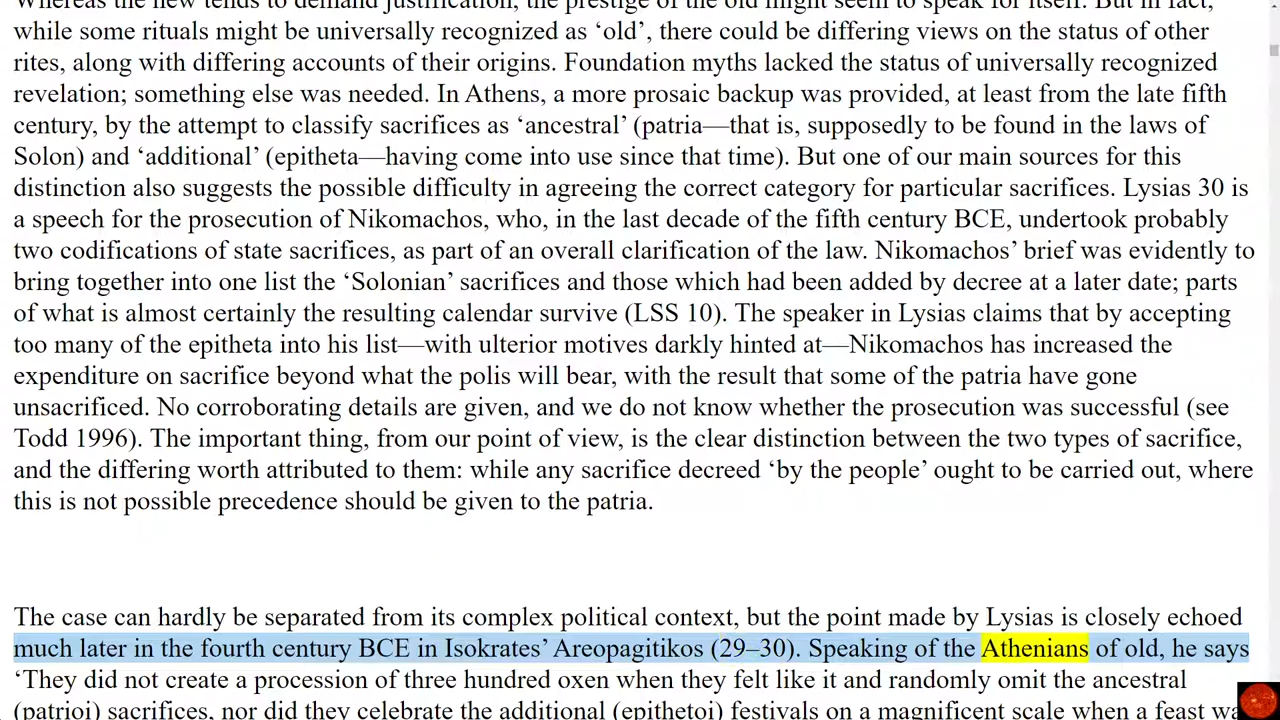 Whereas the new tends to demand justification, the prestige of the old might seem to speak for itself. But in fact,
while some rituals might be universally recognized as ‘old’, there could be differing views on the status of other
rites, along with differing accounts of their origins. Foundation myths lacked the status of universally recognized
revelation; something else was needed. In Athens, a more prosaic backup was provided, at least from the late fifth
century, by the attempt to classify sacrifices as ‘ancestral’ (patria—that is, supposedly to be found in the laws of
Solon) and ‘additional’ (epitheta—having come into use since that time). But one of our main sources for this
distinction also suggests the possible difficulty in agreeing the correct category for particular sacrifices. Lysias 30 is
a speech for the prosecution of Nikomachos, who, in the last decade of the fifth century BCE, undertook probably
two codifications of state sacrifices, as part of an overall clarification of the law. Nikomachos’ brief was evidently to
bring together into one list the ‘Solonian’ sacrifices and those which had been added by decree at a later date; parts
of what is almost certainly the resulting calendar survive (LSS 10). The speaker in Lysias claims that by accepting
too many of the epitheta into his list—with ulterior motives darkly hinted at—Nikomachos has increased the
expenditure on sacrifice beyond what the polis will bear, with the result that some of the patria have gone
unsacrificed. No corroborating details are given, and we do not know whether the prosecution was successful (see
Todd 1996). The important thing, from our point of view, is the clear distinction between the two types of sacrifice,
and the differing worth attributed to them: while any sacrifice decreed ‘by the people’ ought to be carried out, where
this is not possible precedence should be given to the patria.
The case can hardly be separated from its complex political context, but the point made by Lysias is closely echoed
much later in the fourth century BCE in Isokrates’ Areopagitikos (29–30). Speaking of the Athenians of old, he says
‘They did not create a procession of three hundred oxen when they felt like it and randomly omit the ancestral
(patrioi) sacrifices, nor did they celebrate the additional (epithetoi) festivals on a magnificent scale when a feast